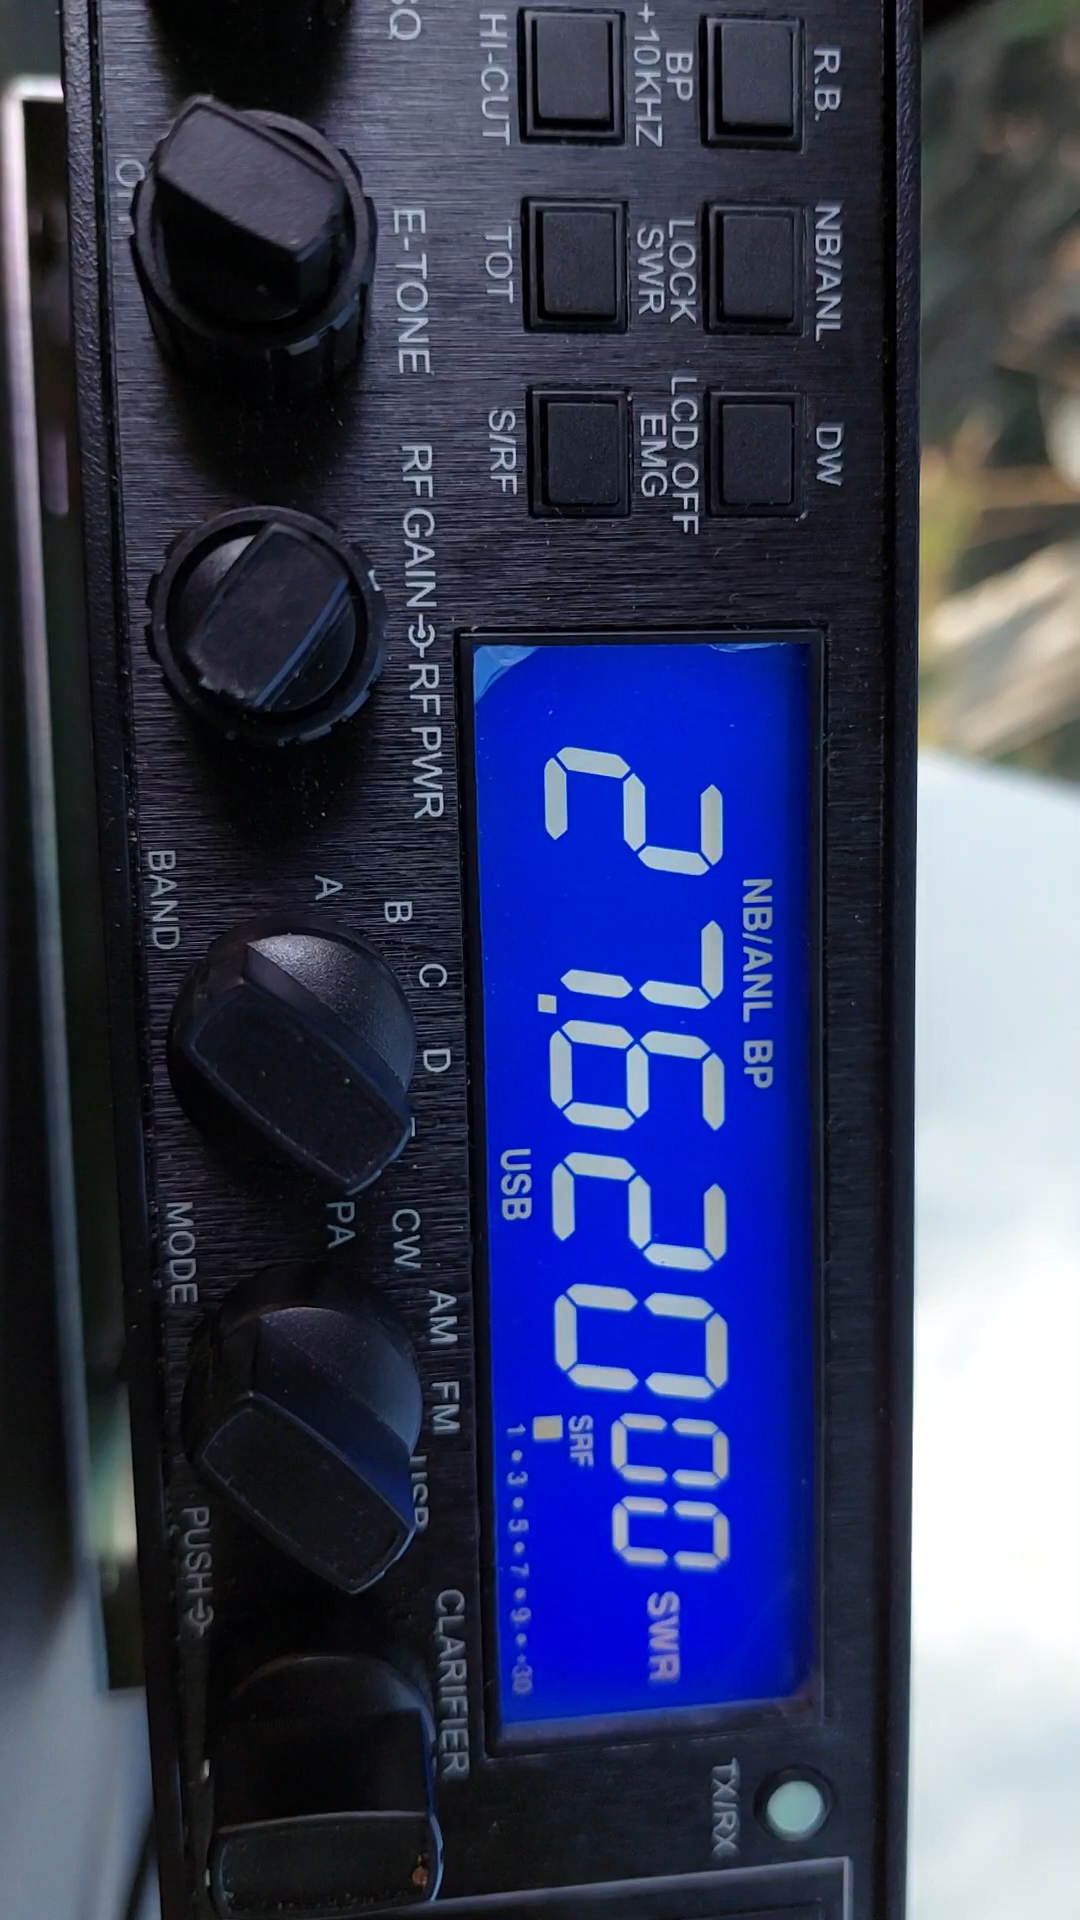 R.B. NB/ANL DW
BP LOCK LCD OFF
+10KHZ SWR EMG
HI-CUT TOT S/RF
NB/ANL BP
27.62000
SWR
SRF
USB
1•3•5•7•9•+30
TX/RX
SQ E-TONE RF GAIN RF PWR
A B C D
BAND
PA CW AM FM
MODE
CLARIFIER
PUSH